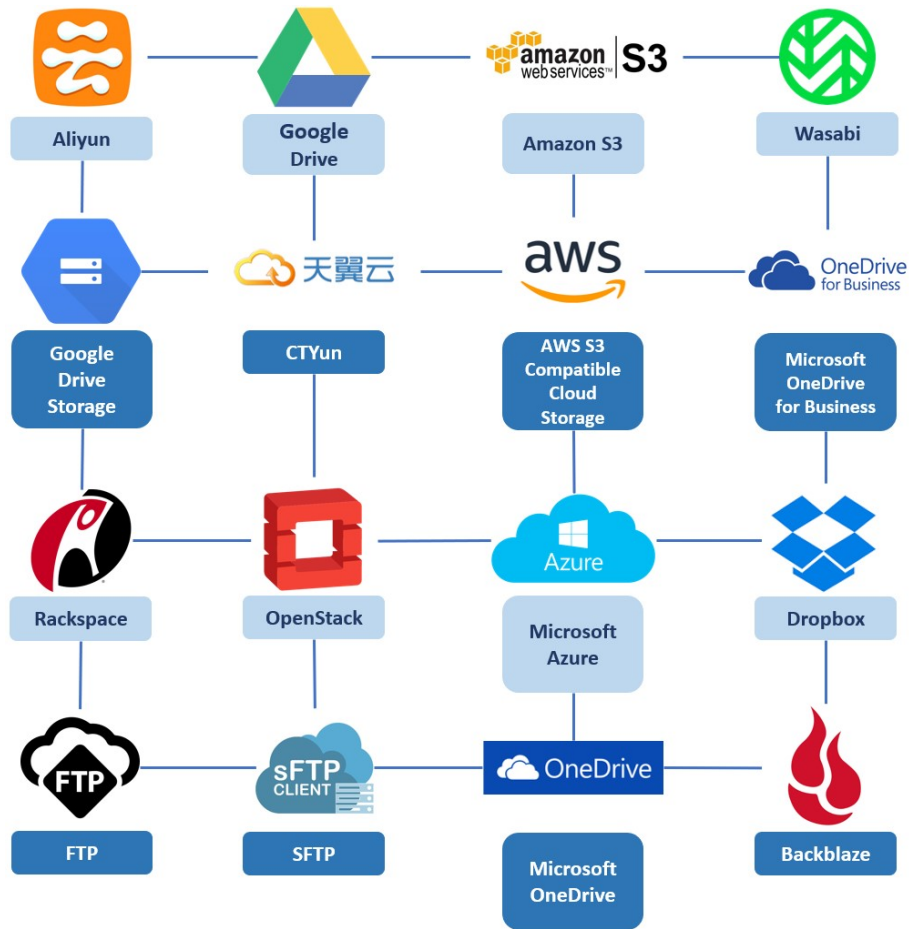 amazon
web services™
S3
Aliyun
Google
Drive
Amazon S3
Wasabi
天翼云
aws
OneDrive
for Business
Google
Drive
Storage
CTYun
AWS S3
Compatible
Cloud
Storage
Microsoft
OneDrive
for Business
Azure
Rackspace
OpenStack
Microsoft
Azure
Dropbox
FTP
sFTP
CLIENT
OneDrive
FTP
SFTP
Microsoft
OneDrive
Backblaze